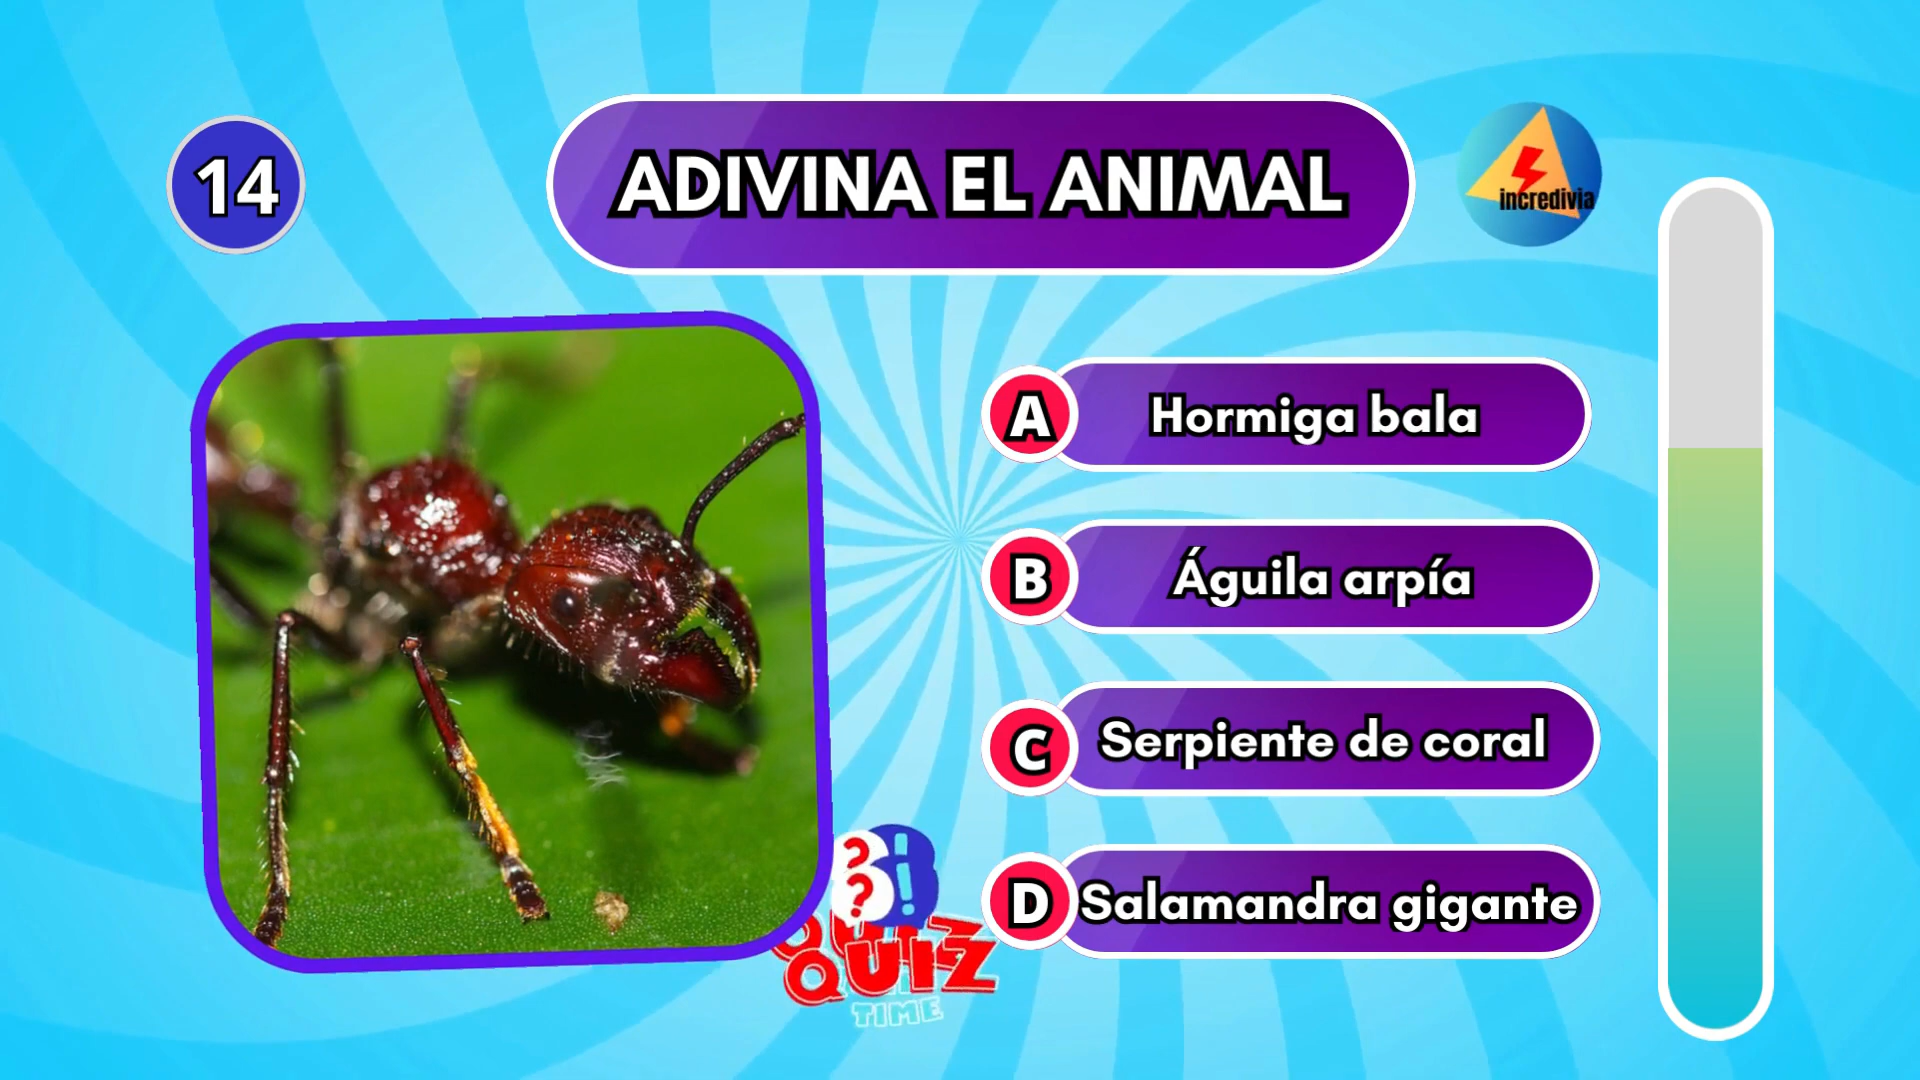 14
ADIVINA EL ANIMAL
incredivia
A Hormiga bala
B Águila arpía
C Serpiente de coral
D Salamandra gigante
? ? ! !
QUIZ
TIME